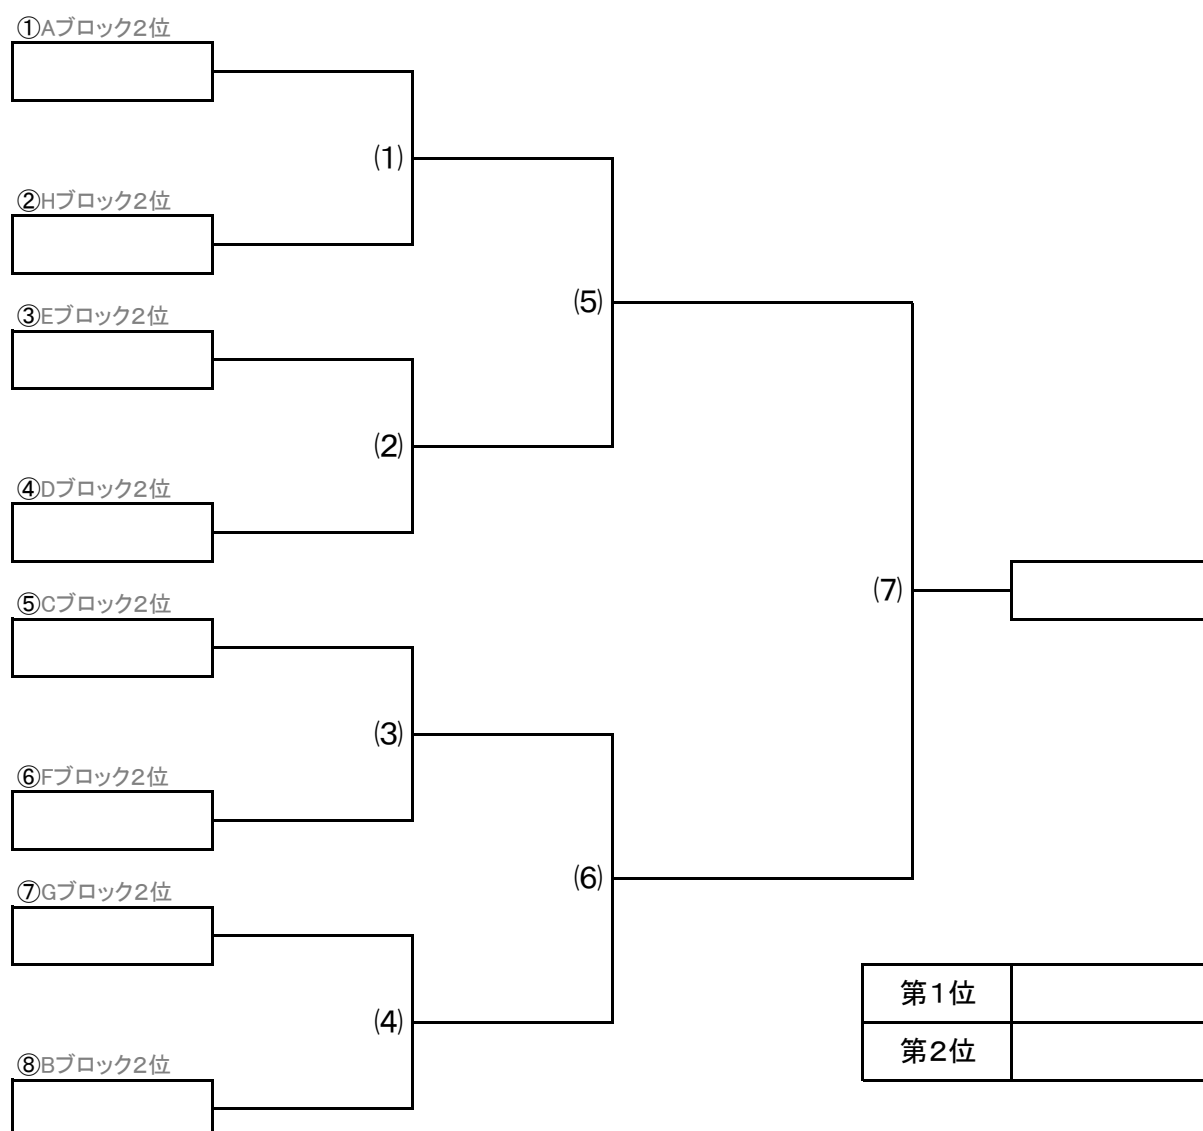 ①Aブロック2位
⑴
②Hブロック2位
⑸
③Eブロック2位
⑵
④Dブロック2位
⑺
⑤Cブロック2位
⑶
⑥Fブロック2位
⑹
⑦Gブロック2位
⑷
⑧Bブロック2位
第1位
第2位